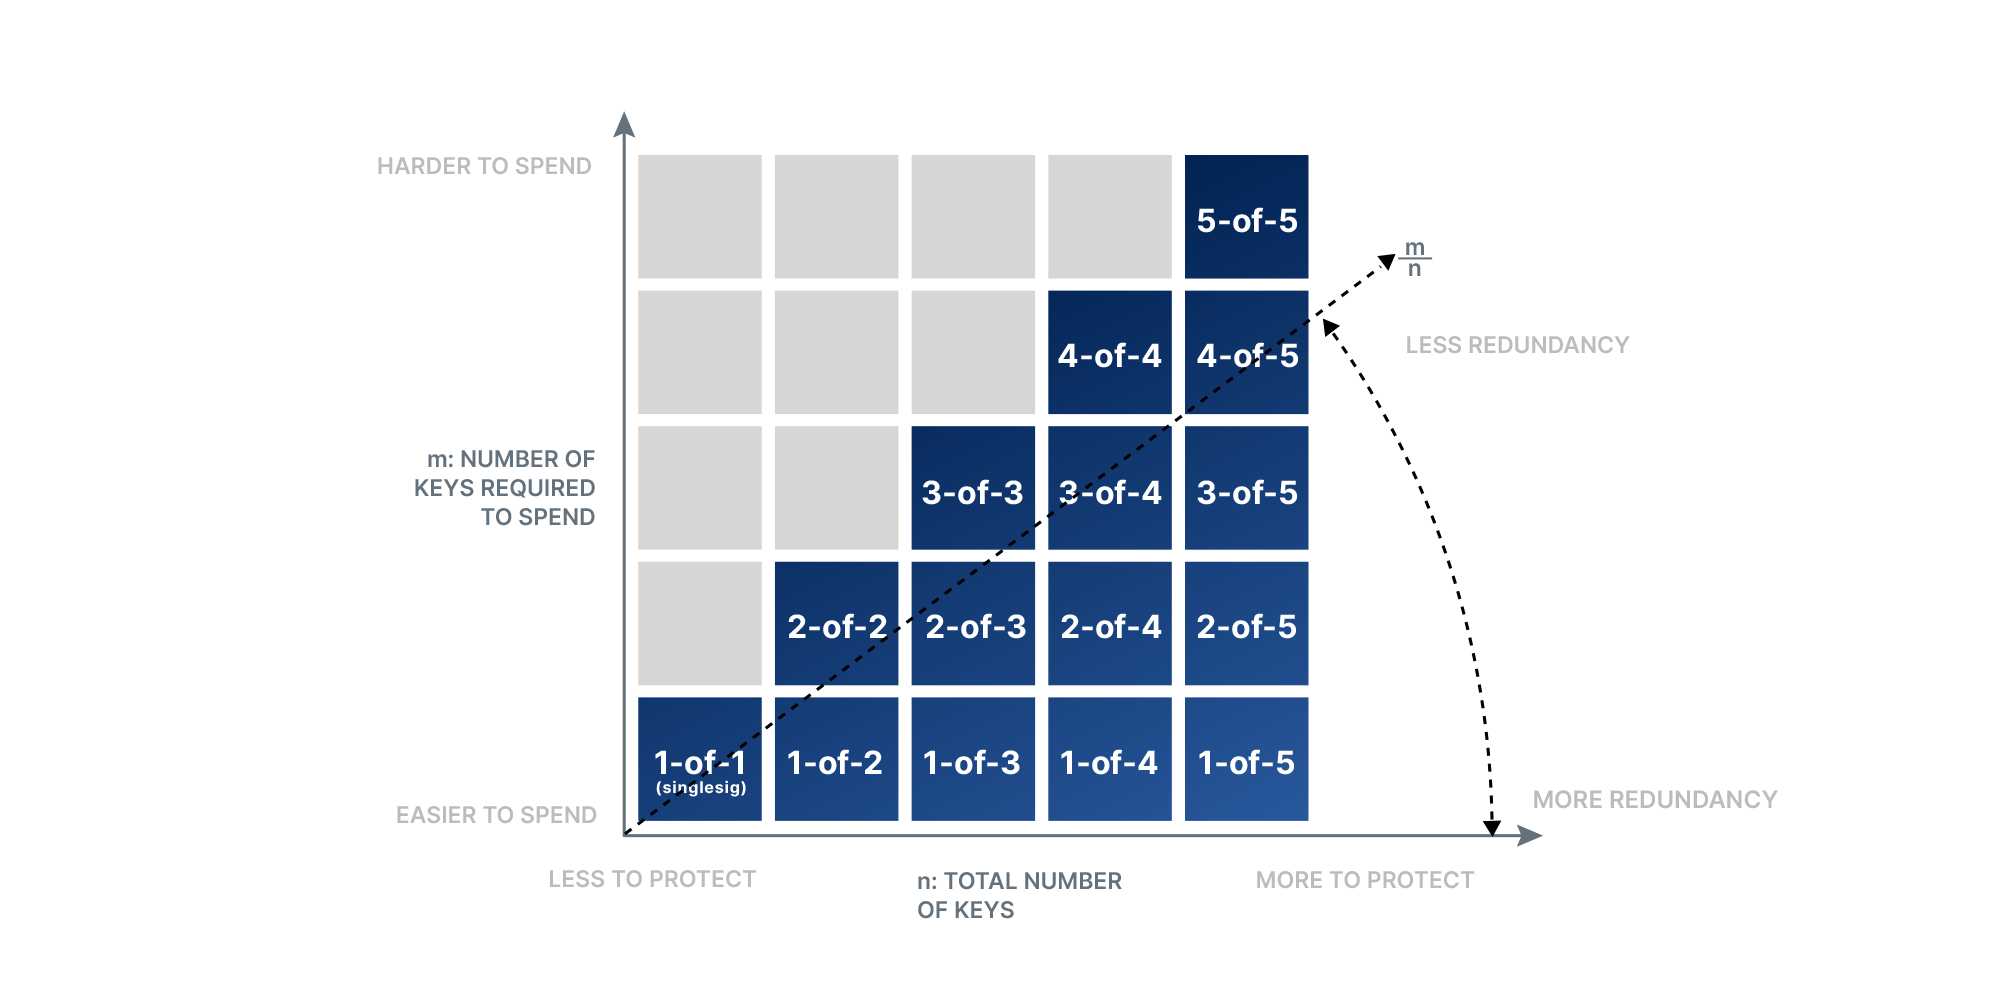 HARDER TO SPEND
5-of-5
m
n
4-of-4
4-of-5
LESS REDUNDANCY
m: NUMBER OF
KEYS REQUIRED
TO SPEND
3-of-3
3-of-4
3-of-5
2-of-2
2-of-3
2-of-4
2-of-5
1-of-1
(singlesig)
1-of-2
1-of-3
1-of-4
1-of-5
EASIER TO SPEND
MORE REDUNDANCY
LESS TO PROTECT
n: TOTAL NUMBER
OF KEYS
MORE TO PROTECT